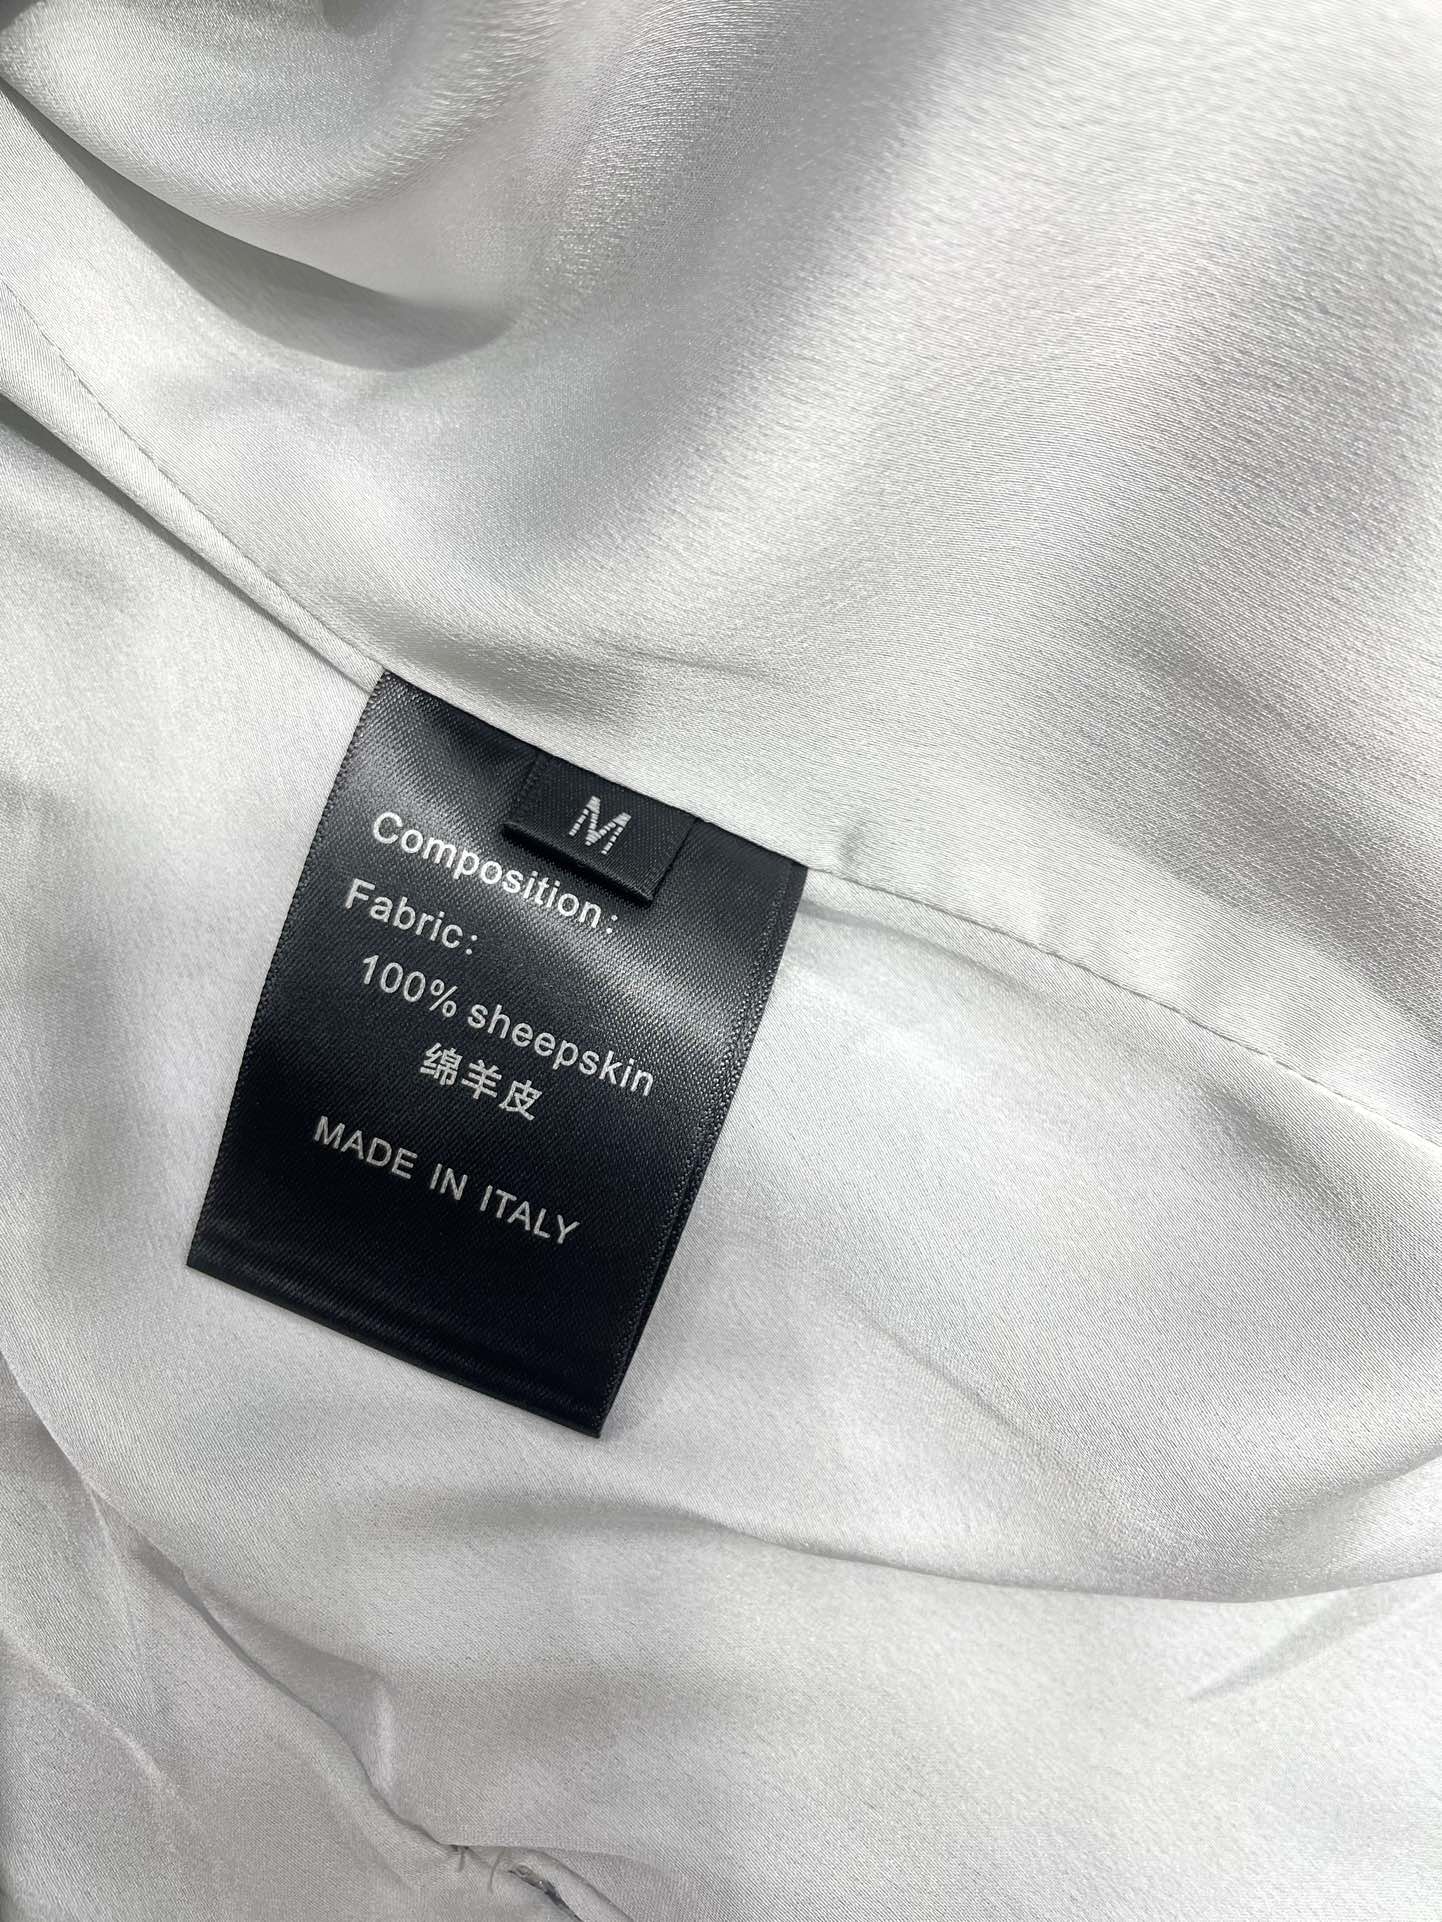 M
Composition:
Fabric:
100% sheepskin
绵羊皮
MADE IN ITALY